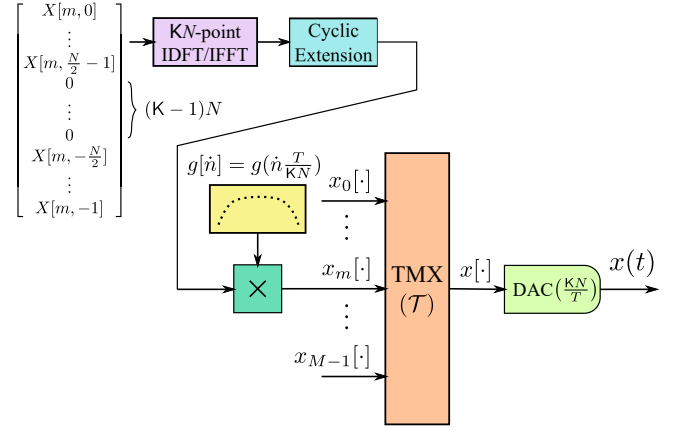 X[m, 0]
⋮
X[m, N/2 − 1]
0
⋮
0
X[m, −N/2]
⋮
X[m, −1]
(K − 1)N
KN-point
IDFT/IFFT
Cyclic
Extension
g[ṅ] = g(ṅ T/KN)
×
x_0[·]
⋮
x_m[·]
⋮
x_{M−1}[·]
TMX
(𝒯)
x[·]
DAC(KN/T)
x(t)